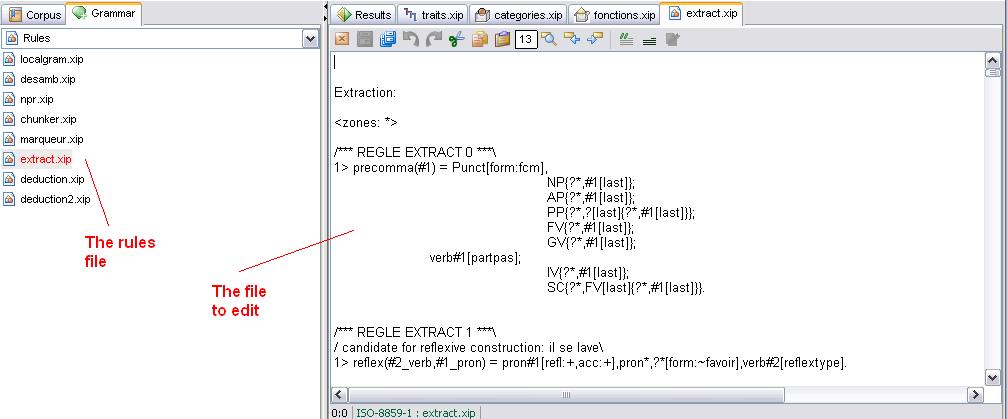 Corpus Grammar
Rules
localgram.xip
desamb.xip
npr.xip
chunker.xip
marqueur.xip
extract.xip
deduction.xip
deduction2.xip
The rules
file
The file
to edit
Results traits.xip categories.xip fonctions.xip extract.xip
13
Extraction:
<zones: *>
/*** REGLE EXTRACT 0 ***\
1> precomma(#1) = Punct[form:fcm],
NP{?*,#1[last]};
AP{?*,#1[last]};
PP{?*,?[last]{?*,#1[last]}};
FV{?*,#1[last]};
GV{?*,#1[last]};
verb#1[partpas];
IV{?*,#1[last]};
SC{?*,FV[last]{?*,#1[last]}}.
/*** REGLE EXTRACT 1 ***\
/ candidate for reflexive construction: il se lave\
1> reflex(#2_verb,#1_pron) = pron#1[refl:+,acc:+],pron*,?*[form:~favoir],verb#2[reflextype].
0:0 ISO-8859-1 : extract.xip